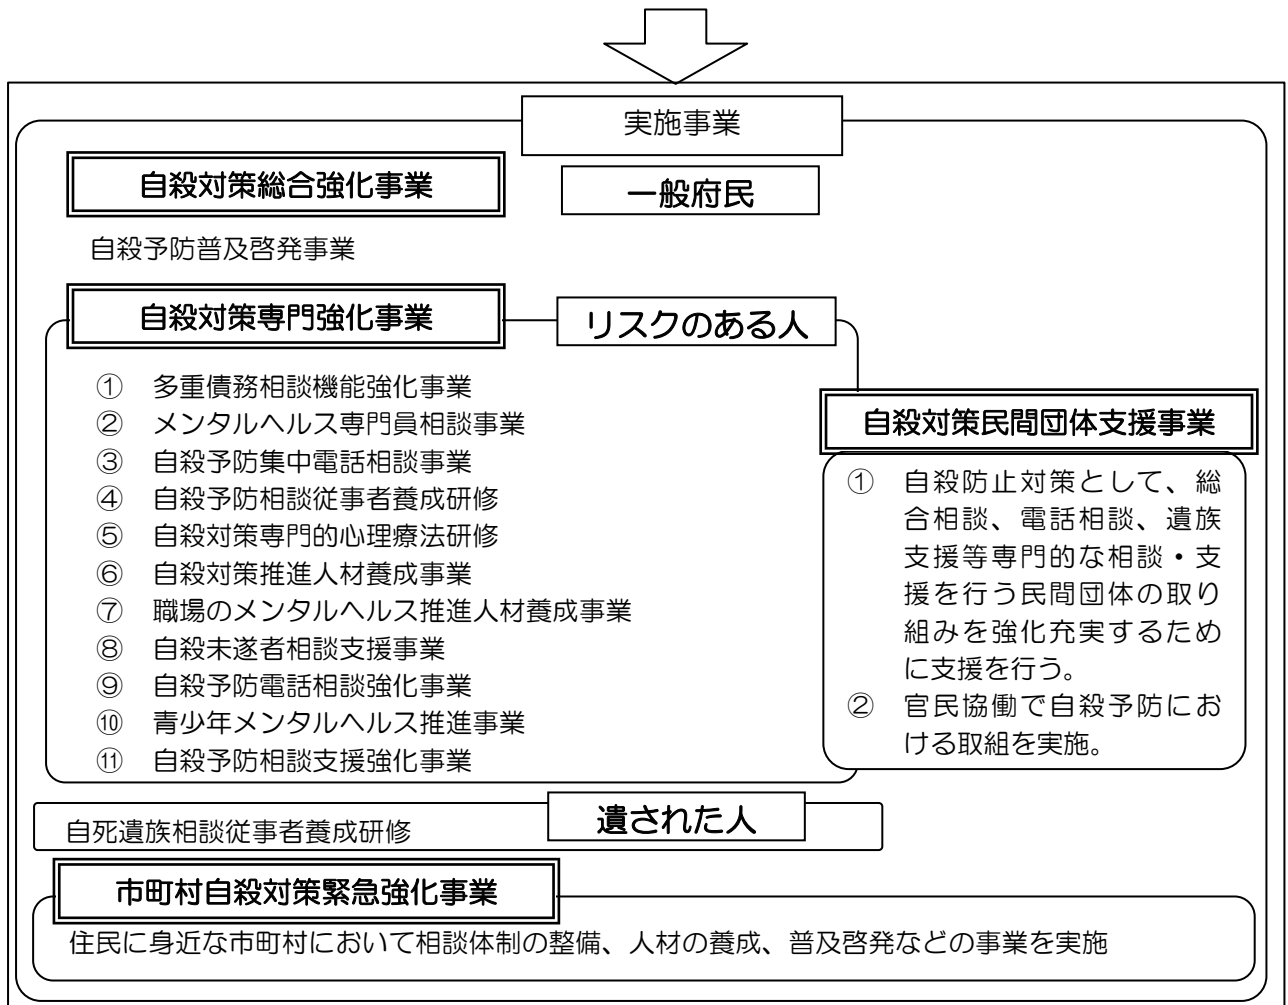 実施事業
自殺対策総合強化事業
一般府民
自殺予防普及啓発事業
自殺対策専門強化事業
リスクのある人
① 多重債務相談機能強化事業
② メンタルヘルス専門員相談事業
③ 自殺予防集中電話相談事業
④ 自殺予防相談従事者養成研修
⑤ 自殺対策専門的心理療法研修
⑥ 自殺対策推進人材養成事業
⑦ 職場のメンタルヘルス推進人材養成事業
⑧ 自殺未遂者相談支援事業
⑨ 自殺予防電話相談強化事業
⑩ 青少年メンタルヘルス推進事業
⑪ 自殺予防相談支援強化事業
自殺対策民間団体支援事業
① 自殺防止対策として、総
合相談、電話相談、遺族
支援等専門的な相談・支
援を行う民間団体の取り
組みを強化充実するため
に支援を行う。
② 官民協働で自殺予防にお
ける取組を実施。
遺された人
自死遺族相談従事者養成研修
市町村自殺対策緊急強化事業
住民に身近な市町村において相談体制の整備、人材の養成、普及啓発などの事業を実施